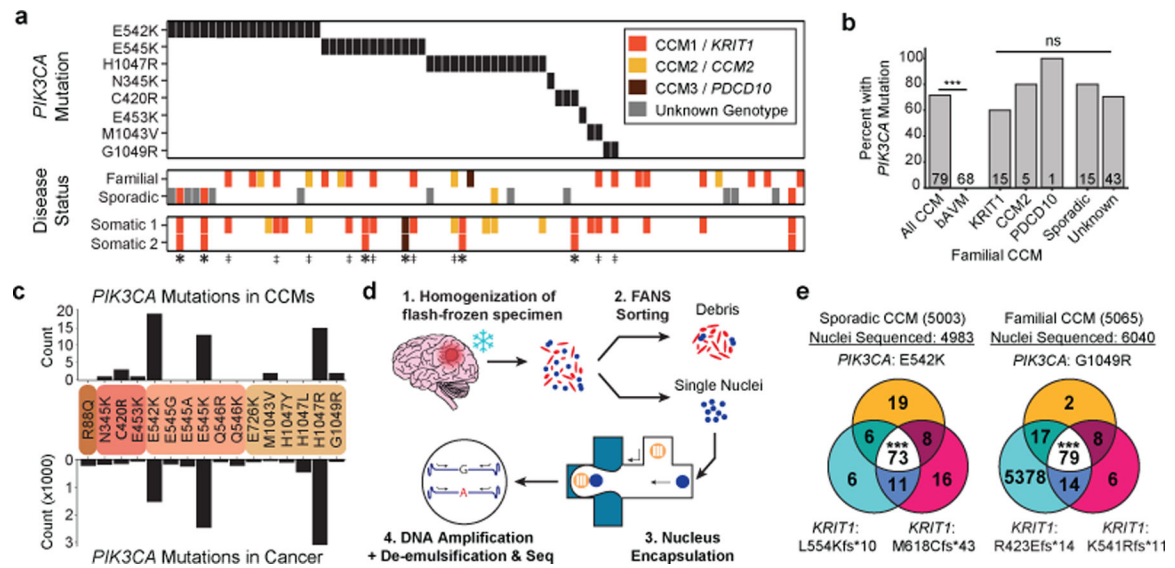 a
PIK3CA
Mutation
E542K
E545K
H1047R
N345K
C420R
E453K
M1043V
G1049R
CCM1 / KRIT1
CCM2 / CCM2
CCM3 / PDCD10
Unknown Genotype
Disease
Status
Familial
Sporadic
Somatic 1
Somatic 2
* ‡ * ‡ ‡ * * * ‡ ‡ * * ‡ ‡
b
Percent with
PIK3CA Mutation
100
80
60
40
20
0
***
ns
79
68
15
5
1
15
43
All CCM
bAVM
KRIT1
CCM2
PDCD10
Sporadic
Unknown
Familial CCM
c
PIK3CA Mutations in CCMs
Count
20
10
0
R88Q
N345K
C420R
E453K
E542K
E545G
E545A
E545K
Q546R
Q546K
E726K
M1043V
H1047Y
H1047L
H1047R
G1049R
Count (x1000)
0
1
2
3
PIK3CA Mutations in Cancer
d
1. Homogenization of
flash-frozen specimen
2. FANS
Sorting
Debris
Single Nuclei
3. Nucleus
Encapsulation
4. DNA Amplification
+ De-emulsification & Seq
G
A
e
Sporadic CCM (5003)
Nuclei Sequenced: 4983
PIK3CA: E542K
19
6
8
***
73
6
11
16
KRIT1:
L554Kfs*10
KRIT1:
M618Cfs*43
Familial CCM (5065)
Nuclei Sequenced: 6040
PIK3CA: G1049R
2
17
8
***
79
5378
14
6
KRIT1:
R423Efs*14
KRIT1:
K541Rfs*11